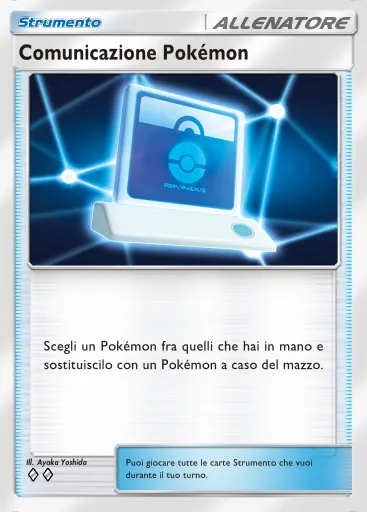 Strumento
ALLENATORE
Comunicazione Pokémon
Scegli un Pokémon fra quelli che hai in mano e
sostituiscilo con un Pokémon a caso del mazzo.
Ill. Ayaka Yoshida
Puoi giocare tutte le carte Strumento che vuoi
durante il tuo turno.